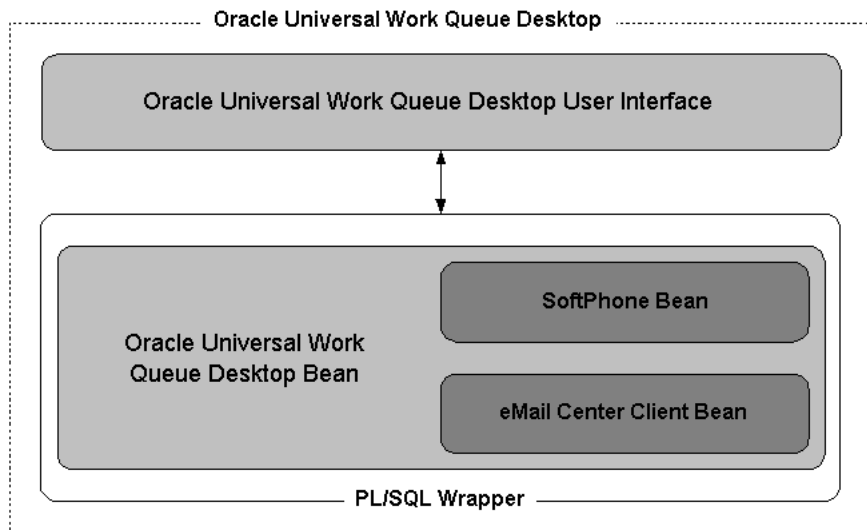 Oracle Universal Work Queue Desktop
Oracle Universal Work Queue Desktop User Interface
SoftPhone Bean
Oracle Universal Work
Queue Desktop Bean
eMail Center Client Bean
PL/SQL Wrapper